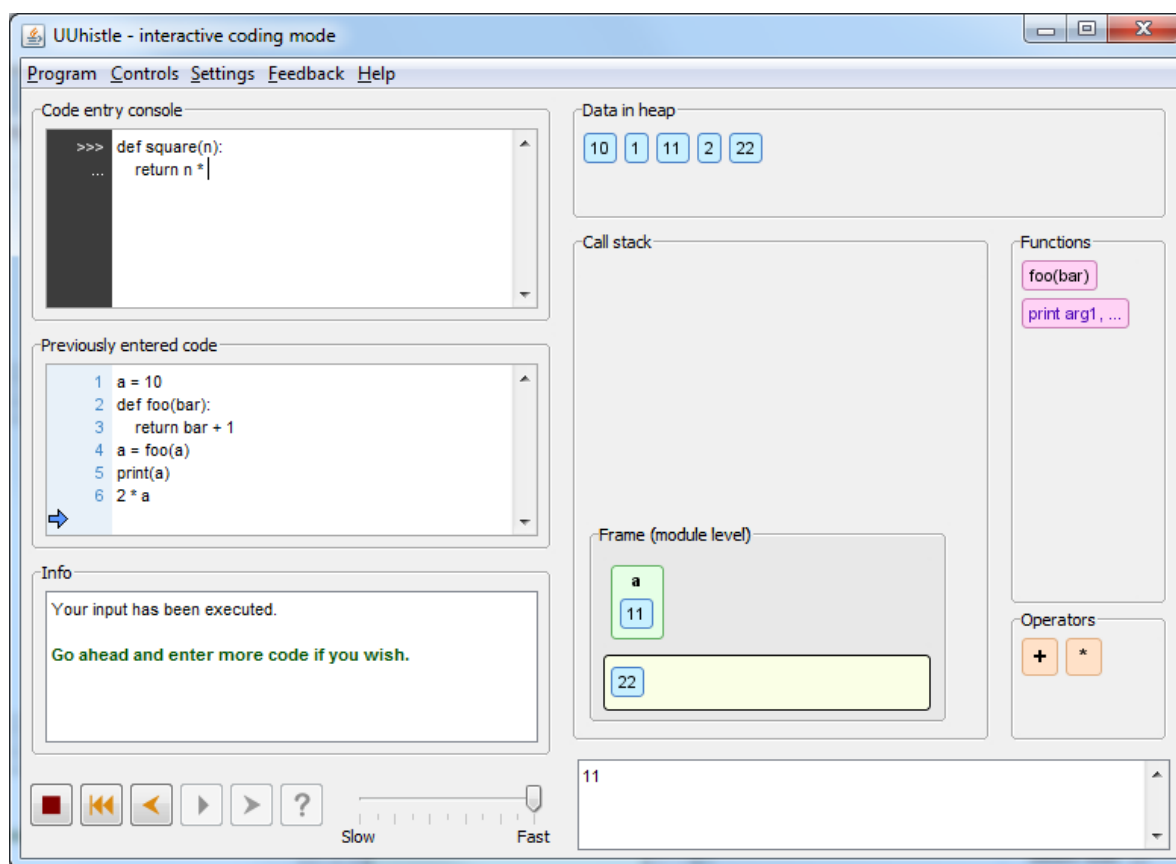 UUhistle - interactive coding mode
Program Controls Settings Feedback Help
Code entry console
>>> def square(n):
... return n *
Previously entered code
1 a = 10
2 def foo(bar):
3 return bar + 1
4 a = foo(a)
5 print(a)
6 2 * a
Info
Your input has been executed.
Go ahead and enter more code if you wish.
?
Slow Fast
Data in heap
10 1 11 2 22
Call stack
Frame (module level)
a
11
22
Functions
foo(bar)
print arg1, ...
Operators
+ *
11